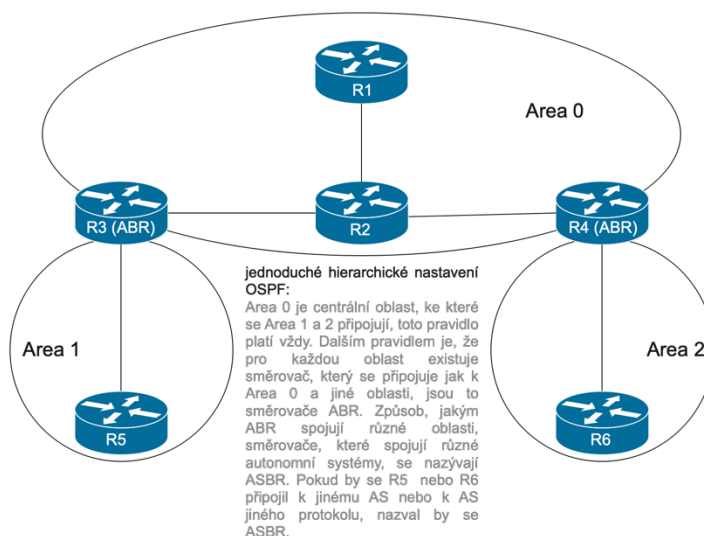 R1
Area 0
R3 (ABR)
R2
R4 (ABR)
jednoduché hierarchické nastavení
OSPF:
Area 0 je centrální oblast, ke které
se Area 1 a 2 připojují, toto pravidlo
platí vždy. Dalším pravidlem je, že
pro každou oblast existuje
směrovač, který se připojuje jak k
Area 0 a jiné oblasti, jsou to
směrovače ABR. Způsob, jakým
ABR spojují různé oblasti,
směrovače, které spojují různé
autonomní systémy, se nazývají
ASBR. Pokud by se R5 nebo R6
připojil k jinému AS nebo k AS
jiného protokolu, nazval by se
ASBR.
Area 1
R5
Area 2
R6